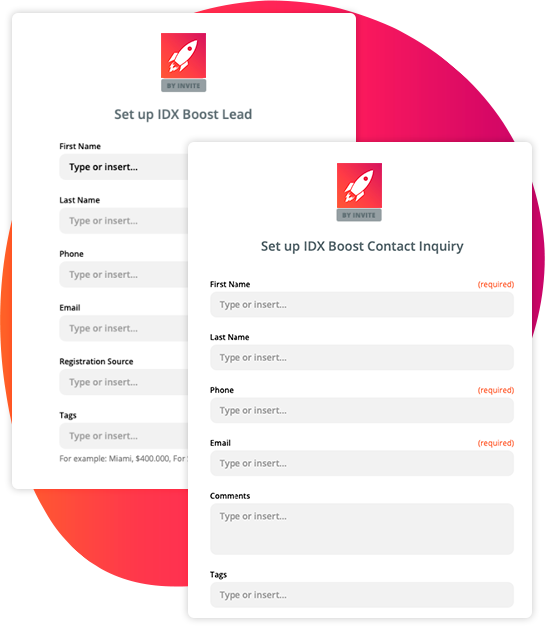 BY INVITE
Set up IDX Boost Lead
First Name
Type or insert...
Last Name
Type or insert...
Phone
Type or insert...
Email
Type or insert...
Registration Source
Type or insert...
Tags
Type or insert...
For example: Miami, $400.000, For
BY INVITE
Set up IDX Boost Contact Inquiry
First Name (required)
Type or insert...
Last Name
Type or insert...
Phone (required)
Type or insert...
Email (required)
Type or insert...
Comments
Type or insert...
Tags
Type or insert...